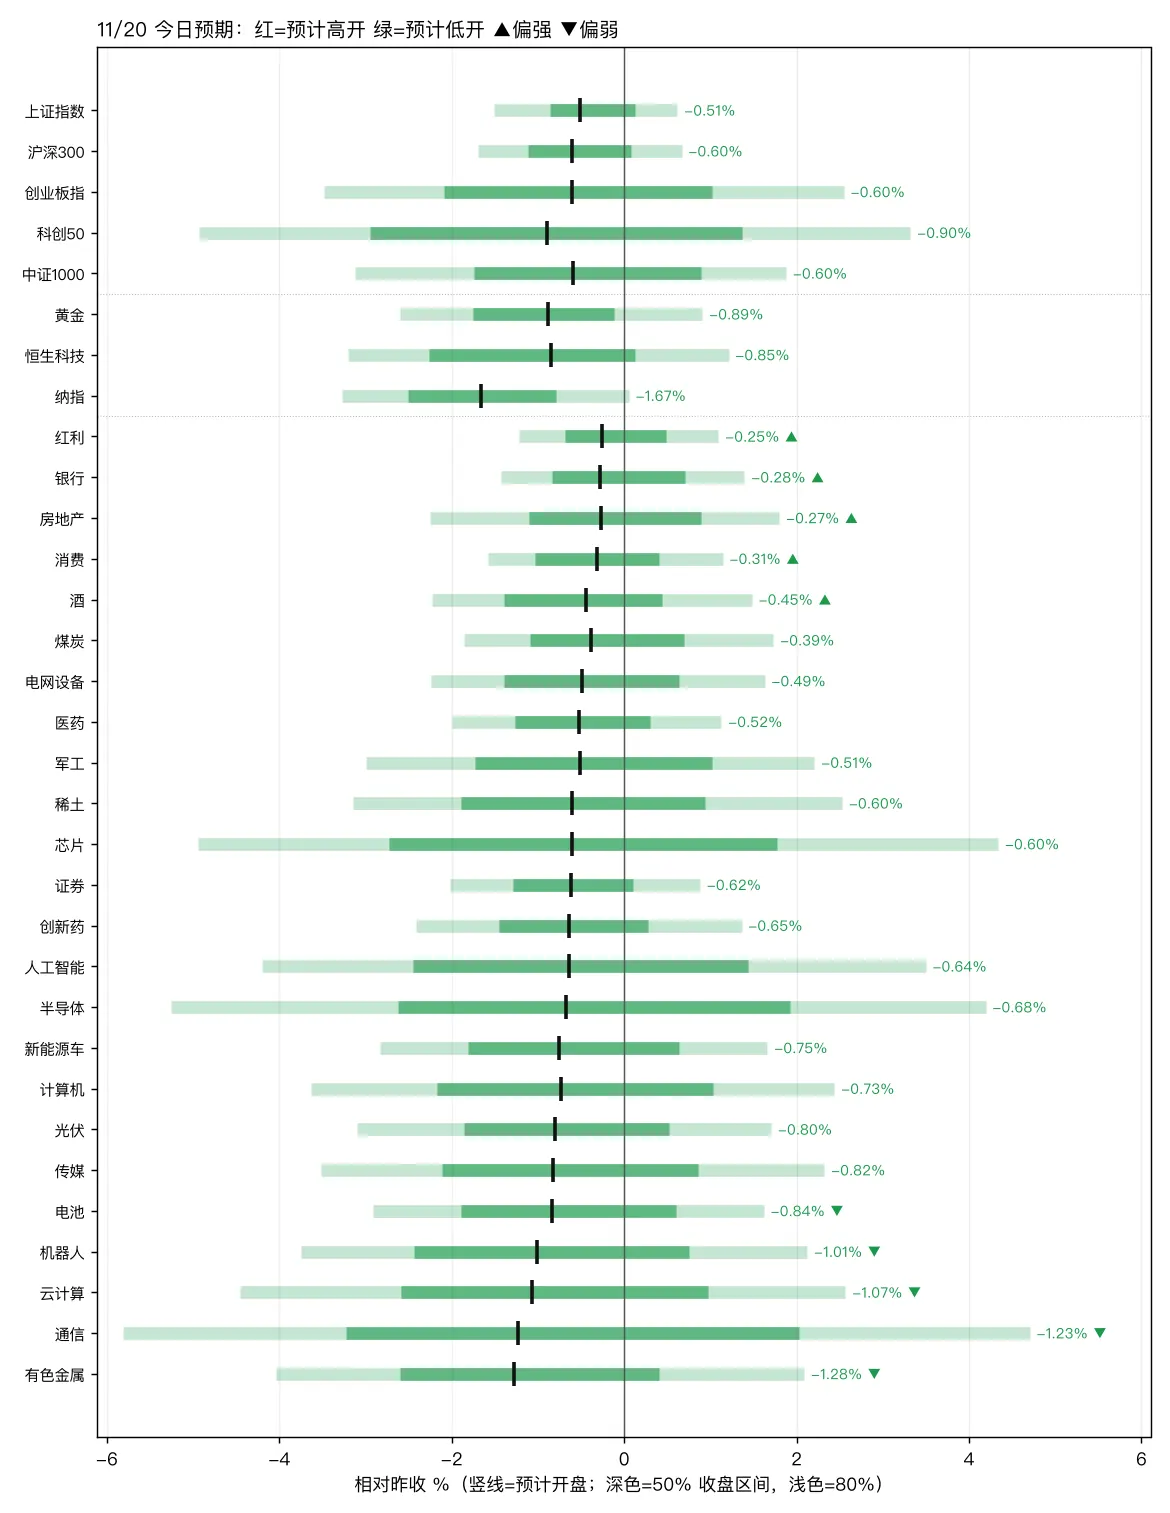 11/20 今日预期：红=预计高开 绿=预计低开 ▲偏强 ▼偏弱
上证指数 −0.51%
沪深300 −0.60%
创业板指 −0.60%
科创50 −0.90%
中证1000 −0.60%
黄金 −0.89%
恒生科技 −0.85%
纳指 −1.67%
红利 −0.25% ▲
银行 −0.28% ▲
房地产 −0.27% ▲
消费 −0.31% ▲
酒 −0.45% ▲
煤炭 −0.39%
电网设备 −0.49%
医药 −0.52%
军工 −0.51%
稀土 −0.60%
芯片 −0.60%
证券 −0.62%
创新药 −0.65%
人工智能 −0.64%
半导体 −0.68%
新能源车 −0.75%
计算机 −0.73%
光伏 −0.80%
传媒 −0.82%
电池 −0.84% ▼
机器人 −1.01% ▼
云计算 −1.07% ▼
通信 −1.23% ▼
有色金属 −1.28% ▼
−6 −4 −2 0 2 4 6
相对昨收 %（竖线=预计开盘；深色=50% 收盘区间，浅色=80%）